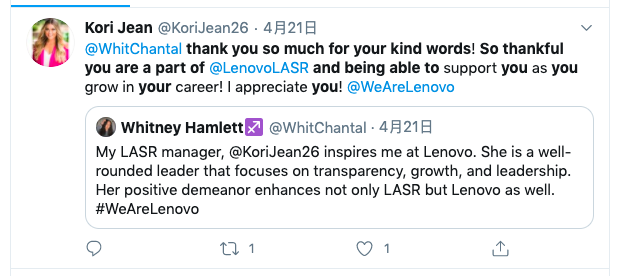 Kori Jean @KoriJean26 · 4月21日
@WhitChantal thank you so much for your kind words! So thankful
you are a part of @LenovoLASR and being able to support you as you
grow in your career! I appreciate you! @WeAreLenovo
Whitney Hamlett♐ @WhitChantal · 4月21日
My LASR manager, @KoriJean26 inspires me at Lenovo. She is a well-
rounded leader that focuses on transparency, growth, and leadership.
Her positive demeanor enhances not only LASR but Lenovo as well.
#WeAreLenovo
1 1